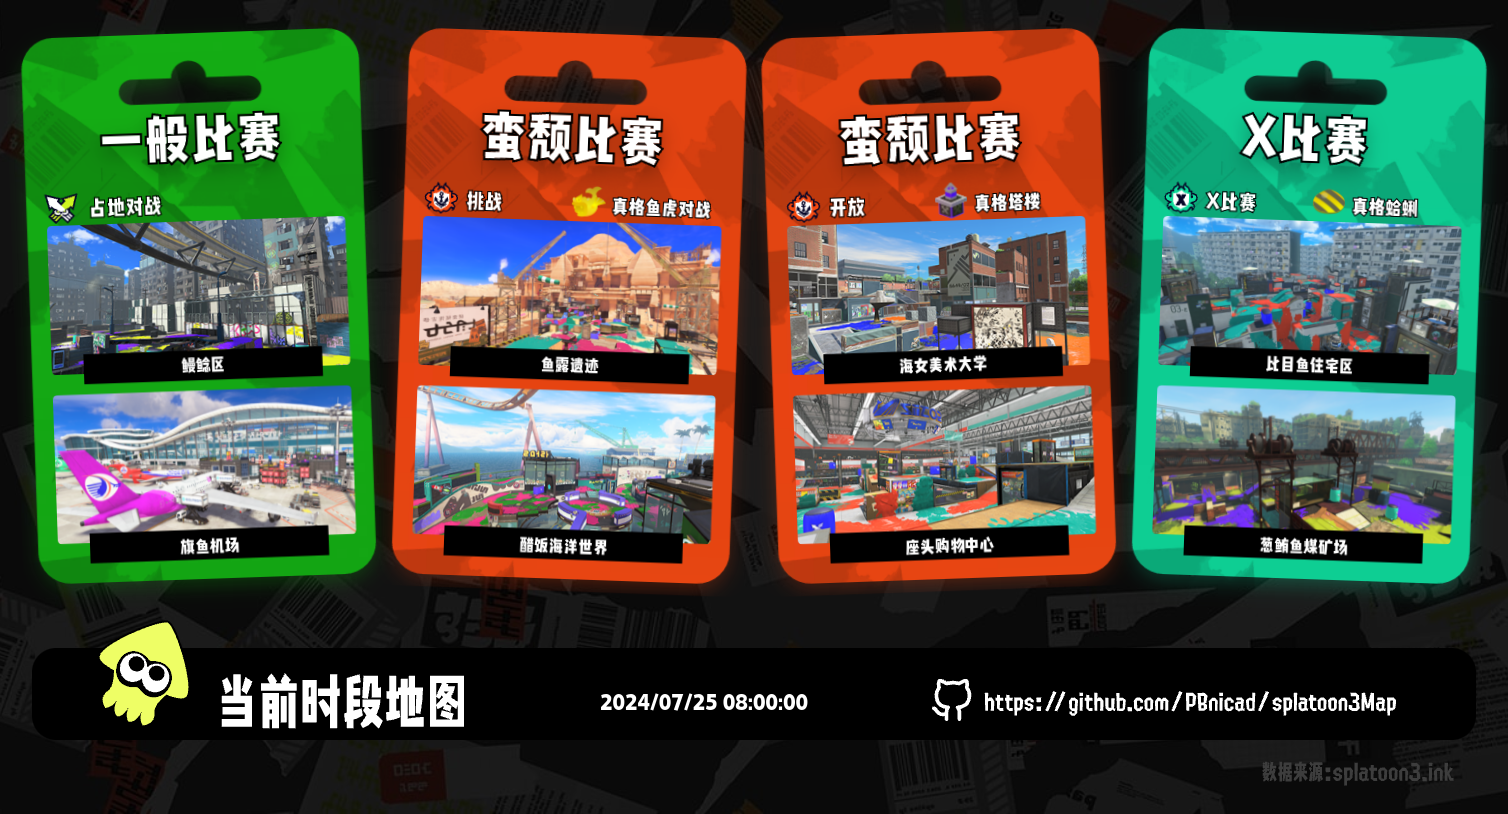 一般比赛
占地对战
鳗鲶区
旗鱼机场
蛮颓比赛
挑战
真格鱼虎对战
鱼露遗迹
醋饭海洋世界
蛮颓比赛
开放
真格塔楼
海女美术大学
座头购物中心
X比赛
X比赛
真格蛤蜊
比目鱼住宅区
葱鲔鱼煤矿场
当前时段地图
2024/07/25 08:00:00
https://github.com/PBnicad/splatoon3Map
数据来源:splatoon3.ink